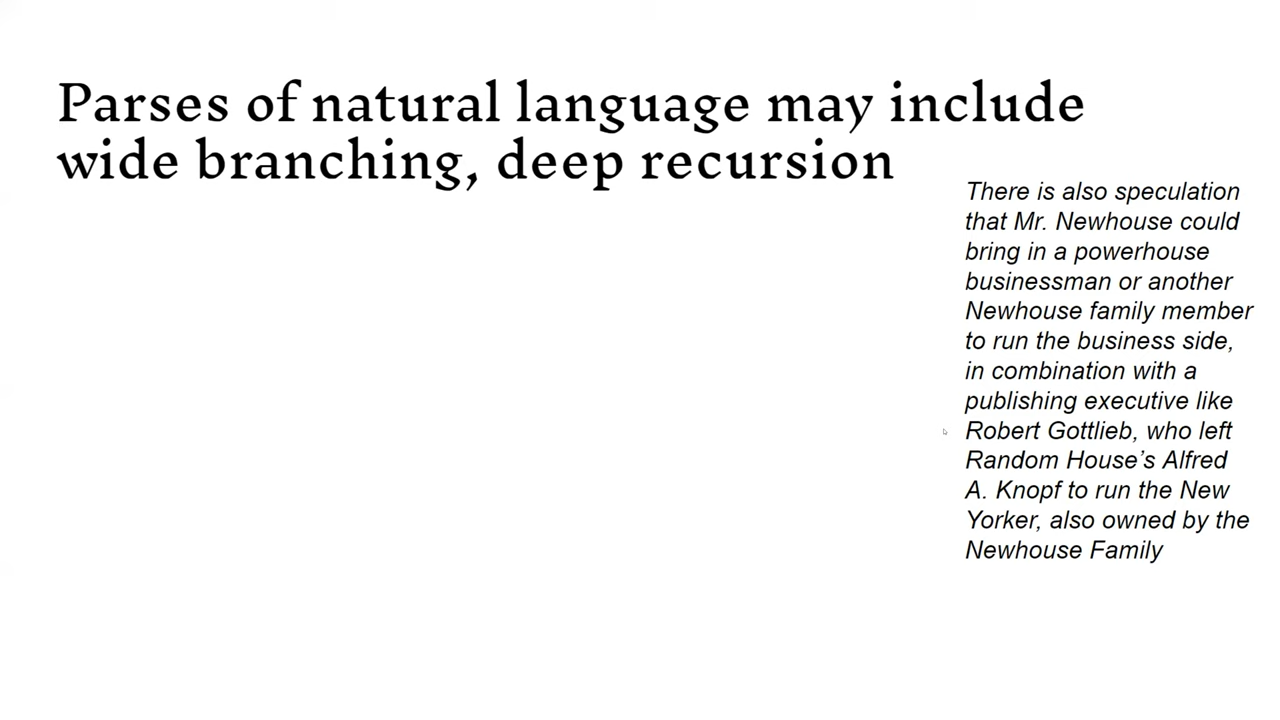 Parses of natural language may include
wide branching, deep recursion
There is also speculation
that Mr. Newhouse could
bring in a powerhouse
businessman or another
Newhouse family member
to run the business side,
in combination with a
publishing executive like
Robert Gottlieb, who left
Random House’s Alfred
A. Knopf to run the New
Yorker, also owned by the
Newhouse Family